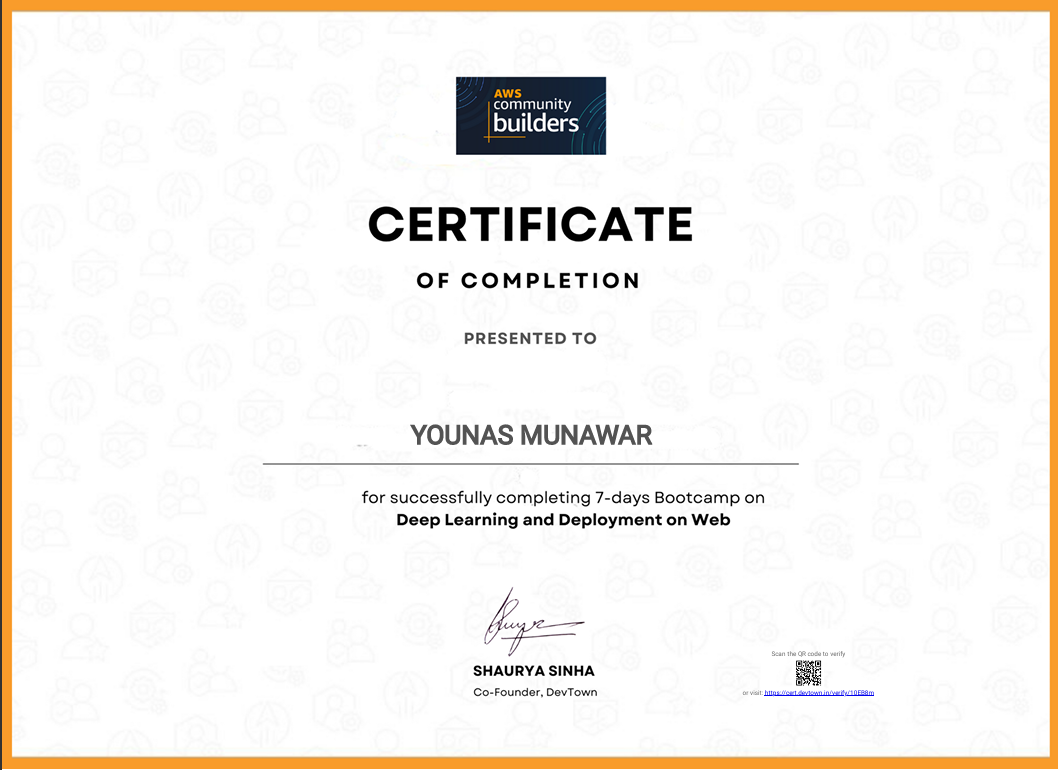 AWS
community
builders
CERTIFICATE
OF COMPLETION
PRESENTED TO
YOUNAS MUNAWAR
for successfully completing 7-days Bootcamp on
Deep Learning and Deployment on Web
SHAURYA SINHA
Co-Founder, DevTown
Scan the QR code to verify
or visit: https://cert.devtown.in/verify/10EB8m